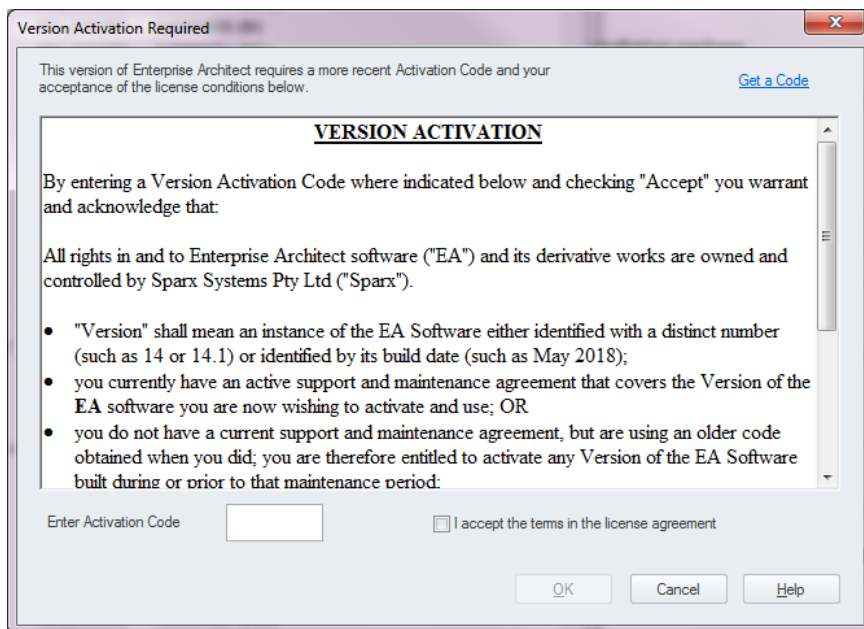 Version Activation Required
This version of Enterprise Architect requires a more recent Activation Code and your
acceptance of the license conditions below.
Get a Code
VERSION ACTIVATION
By entering a Version Activation Code where indicated below and checking "Accept" you warrant
and acknowledge that:
All rights in and to Enterprise Architect software ("EA") and its derivative works are owned and
controlled by Sparx Systems Pty Ltd ("Sparx").
● "Version" shall mean an instance of the EA Software either identified with a distinct number
(such as 14 or 14.1) or identified by its build date (such as May 2018);
● you currently have an active support and maintenance agreement that covers the Version of the
EA software you are now wishing to activate and use; OR
● you do not have a current support and maintenance agreement, but are using an older code
obtained when you did; you are therefore entitled to activate any Version of the EA Software
built during or prior to that maintenance period;
Enter Activation Code
I accept the terms in the license agreement
OK
Cancel
Help